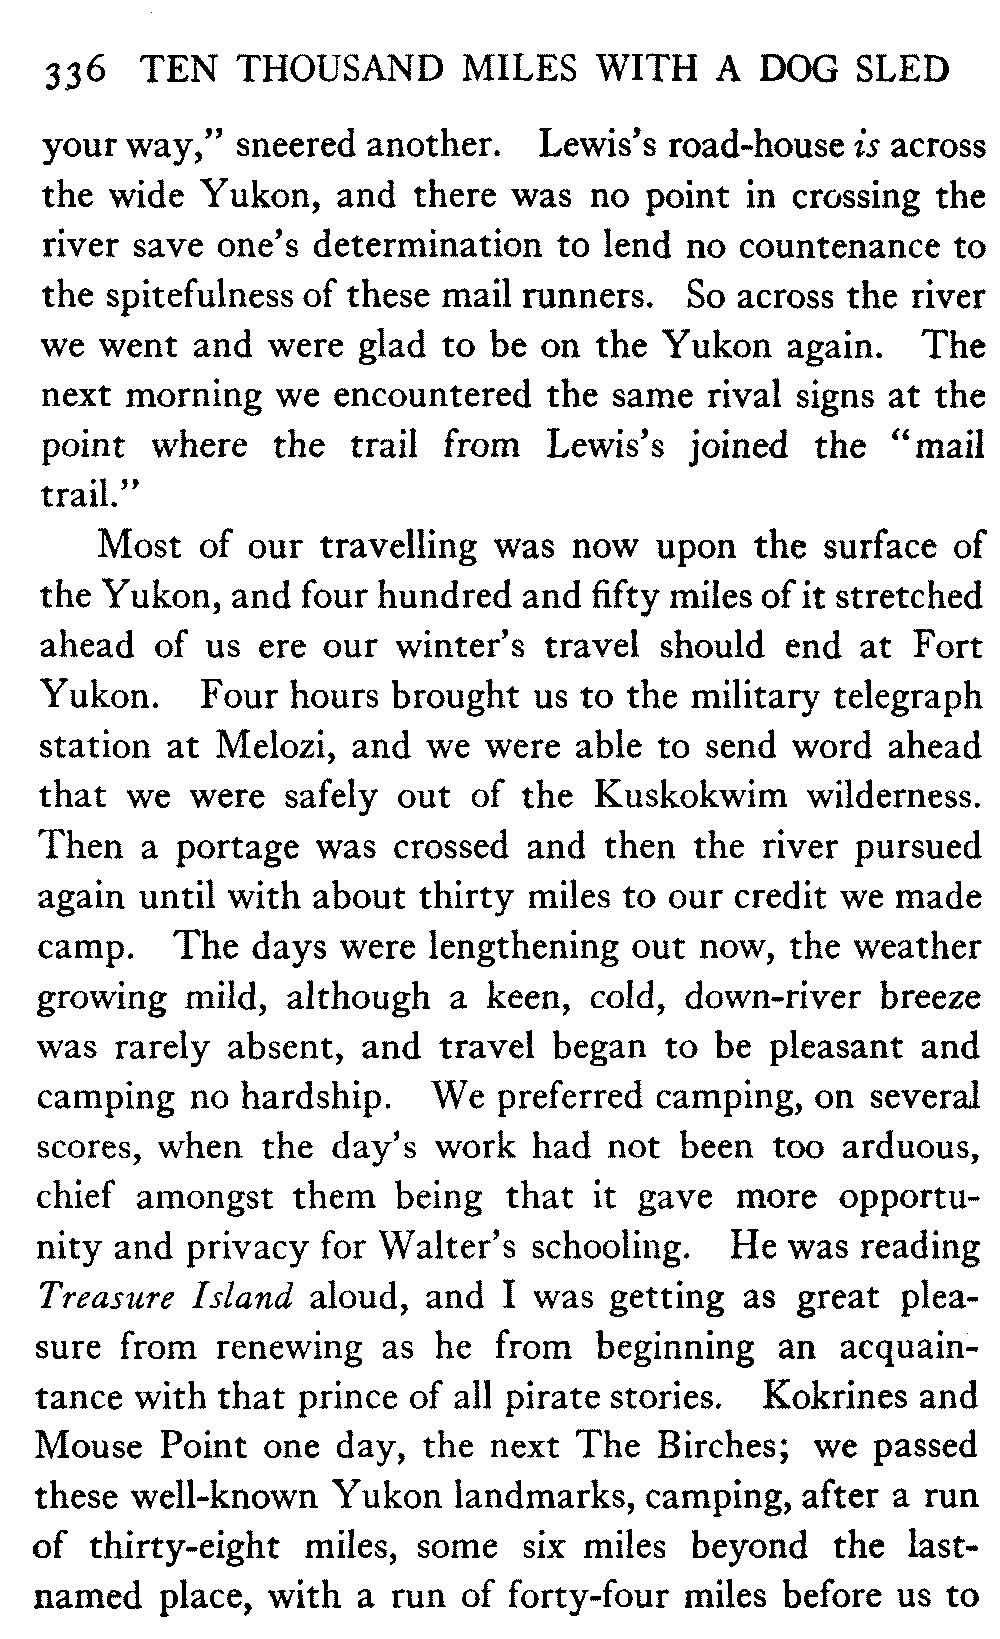 336 TEN THOUSAND MILES WITH A DOG SLED
your way,” sneered another. Lewis’s road-house is across
the wide Yukon, and there was no point in crossing the
river save one’s determination to lend no countenance to
the spitefulness of these mail runners. So across the river
we went and were glad to be on the Yukon again. The
next morning we encountered the same rival signs at the
point where the trail from Lewis’s joined the “mail
trail.”
Most of our travelling was now upon the surface of
the Yukon, and four hundred and fifty miles of it stretched
ahead of us ere our winter’s travel should end at Fort
Yukon. Four hours brought us to the military telegraph
station at Melozi, and we were able to send word ahead
that we were safely out of the Kuskokwim wilderness.
Then a portage was crossed and then the river pursued
again until with about thirty miles to our credit we made
camp. The days were lengthening out now, the weather
growing mild, although a keen, cold, down-river breeze
was rarely absent, and travel began to be pleasant and
camping no hardship. We preferred camping, on several
scores, when the day’s work had not been too arduous,
chief amongst them being that it gave more opportu-
nity and privacy for Walter’s schooling. He was reading
Treasure Island aloud, and I was getting as great plea-
sure from renewing as he from beginning an acquain-
tance with that prince of all pirate stories. Kokrines and
Mouse Point one day, the next The Birches; we passed
these well-known Yukon landmarks, camping, after a run
of thirty-eight miles, some six miles beyond the last-
named place, with a run of forty-four miles before us to